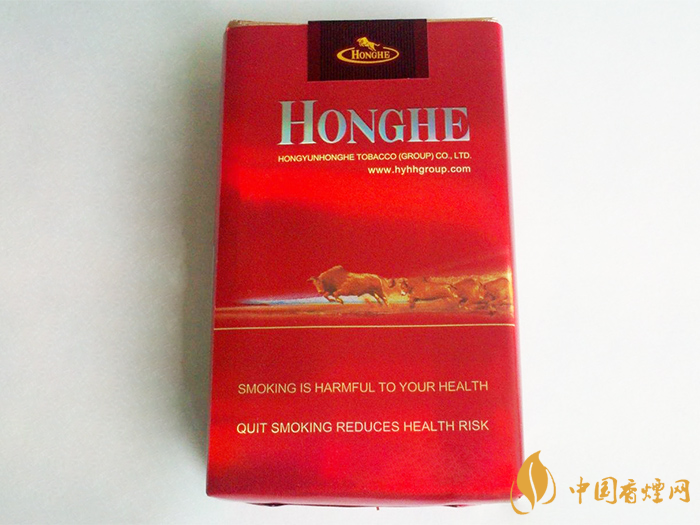 HONGHE
HONGHE
HONGYUNHONGHE TOBACCO (GROUP) CO., LTD.
www.hyhhgroup.com
SMOKING IS HARMFUL TO YOUR HEALTH
QUIT SMOKING REDUCES HEALTH RISK
中国香烟网